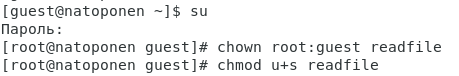 [guest@natoponen ~]$ su
Пароль:
[root@natoponen guest]# chown root:guest readfile
[root@natoponen guest]# chmod u+s readfile